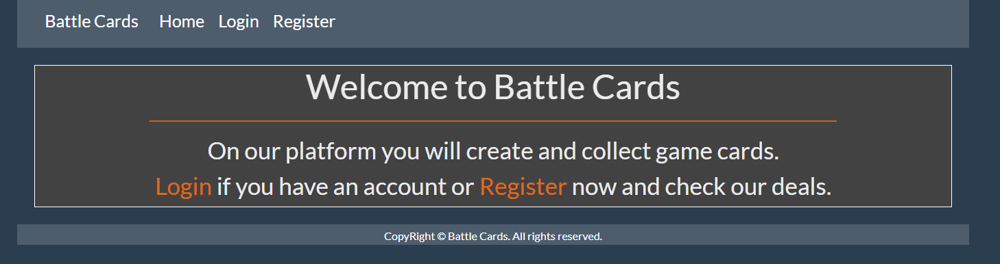 Battle Cards Home Login Register
Welcome to Battle Cards
On our platform you will create and collect game cards.
Login if you have an account or Register now and check our deals.
CopyRight © Battle Cards. All rights reserved.